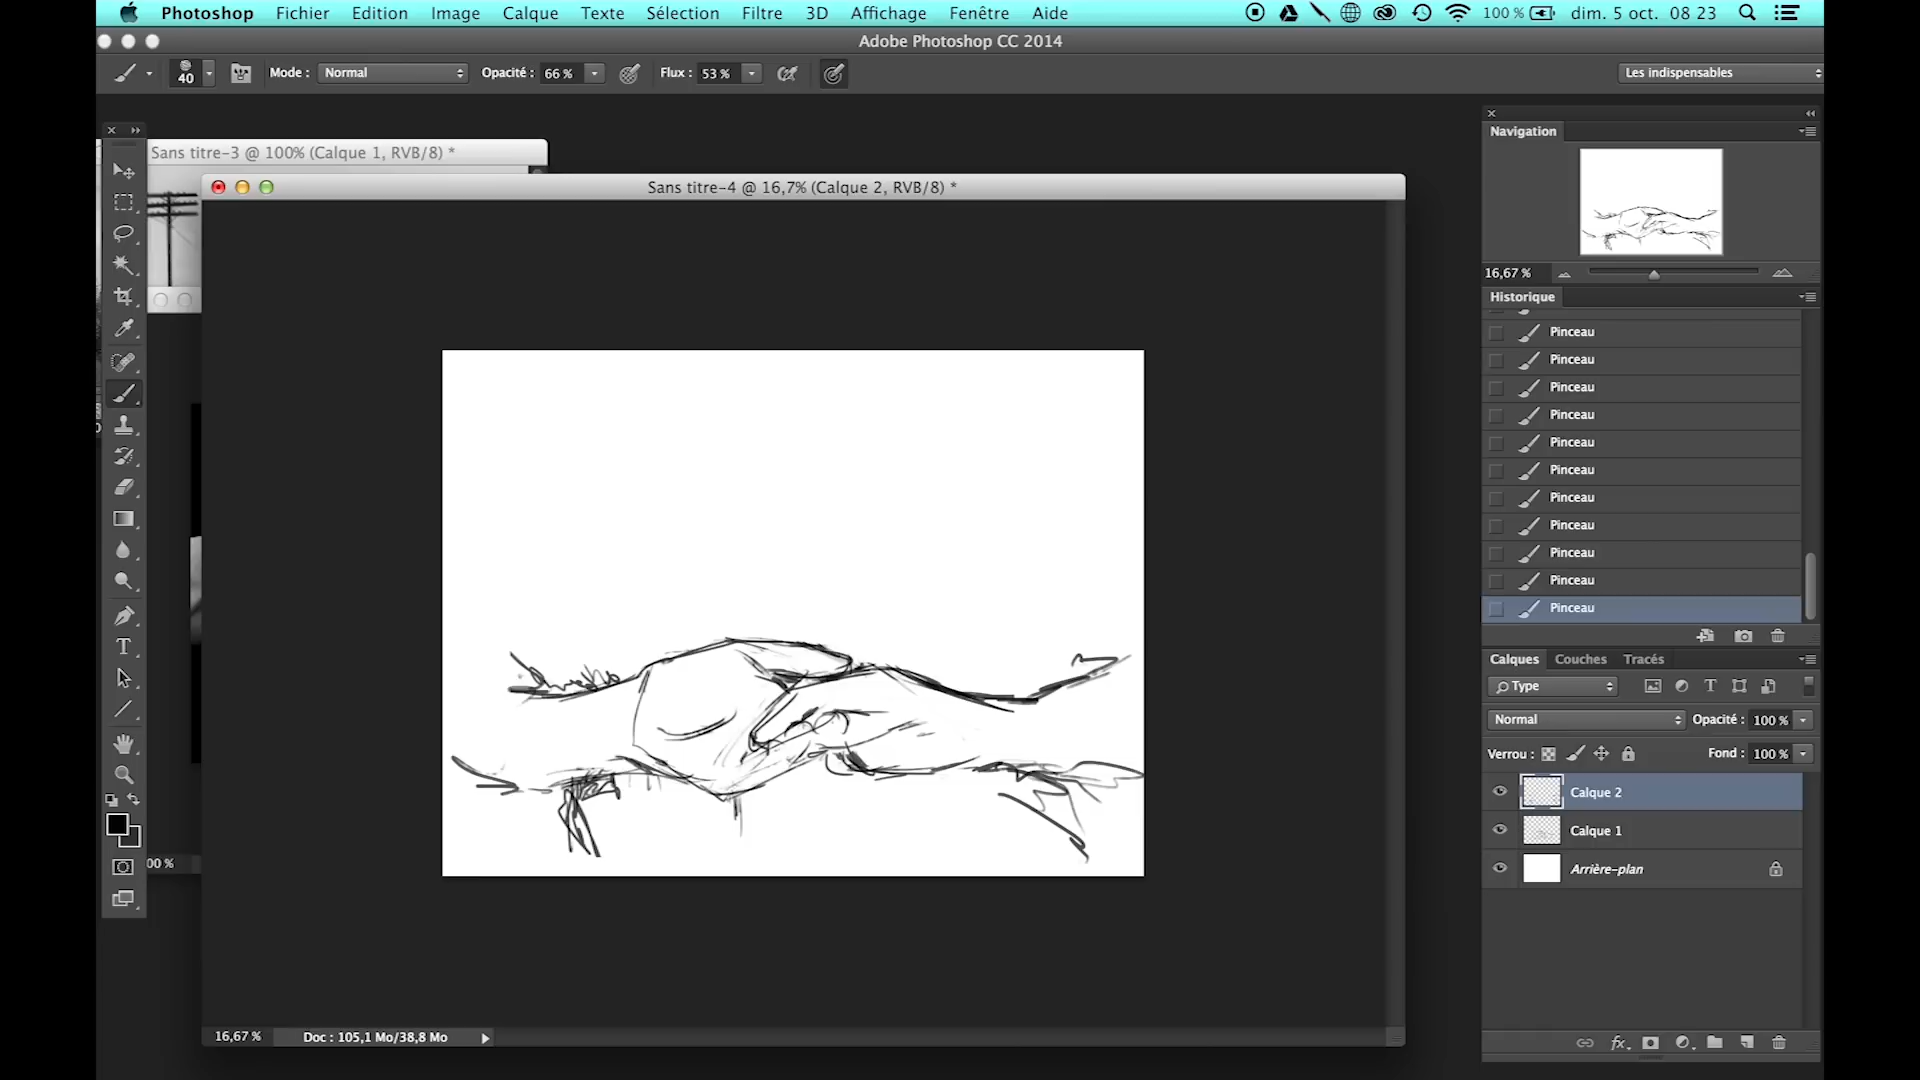 Photoshop Fichier Edition Image Calque Texte Sélection Filtre 3D Affichage Fenêtre Aide 100 % dim. 5 oct. 08 23
Adobe Photoshop CC 2014
40 Mode : Normal Opacité : 66 % Flux : 53 % Les indispensables
Sans titre-3 @ 100% (Calque 1, RVB/8) *
Sans titre-4 @ 16,7% (Calque 2, RVB/8) *
Navigation
16,67 %
Historique
Pinceau
Pinceau
Pinceau
Pinceau
Pinceau
Pinceau
Pinceau
Pinceau
Pinceau
Pinceau
Pinceau
Calques Couches Tracés
Type
Normal Opacité : 100 %
Verrou : Fond : 100 %
Calque 2
Calque 1
Arrière-plan
00 %
16,67 % Doc : 105,1 Mo/38,8 Mo